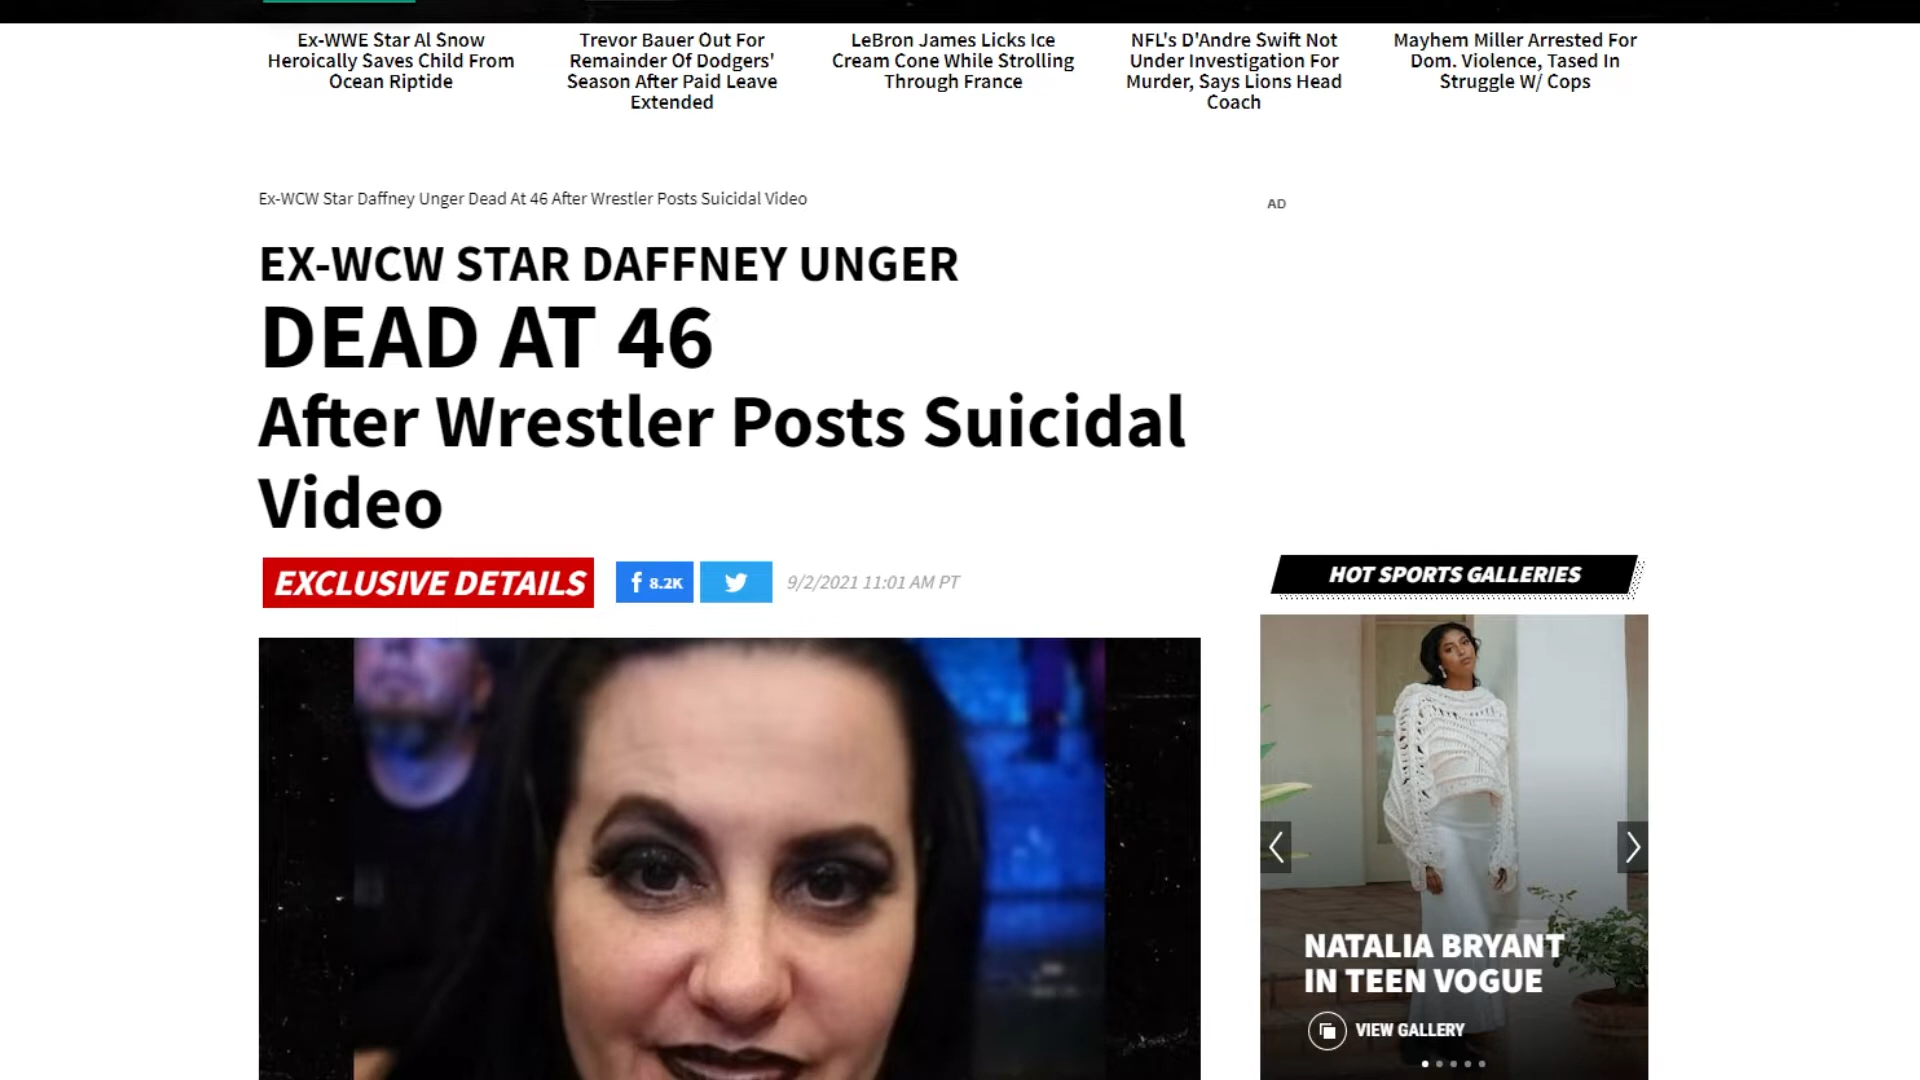 Ex-WWE Star Al Snow
Heroically Saves Child From
Ocean Riptide
Trevor Bauer Out For
Remainder Of Dodgers'
Season After Paid Leave
Extended
LeBron James Licks Ice
Cream Cone While Strolling
Through France
NFL's D'Andre Swift Not
Under Investigation For
Murder, Says Lions Head
Coach
Mayhem Miller Arrested For
Dom. Violence, Tased In
Struggle W/ Cops
Ex-WCW Star Daffney Unger Dead At 46 After Wrestler Posts Suicidal Video
AD
EX-WCW STAR DAFFNEY UNGER
DEAD AT 46
After Wrestler Posts Suicidal
Video
EXCLUSIVE DETAILS
f 8.2K
9/2/2021 11:01 AM PT
HOT SPORTS GALLERIES
NATALIA BRYANT
IN TEEN VOGUE
VIEW GALLERY